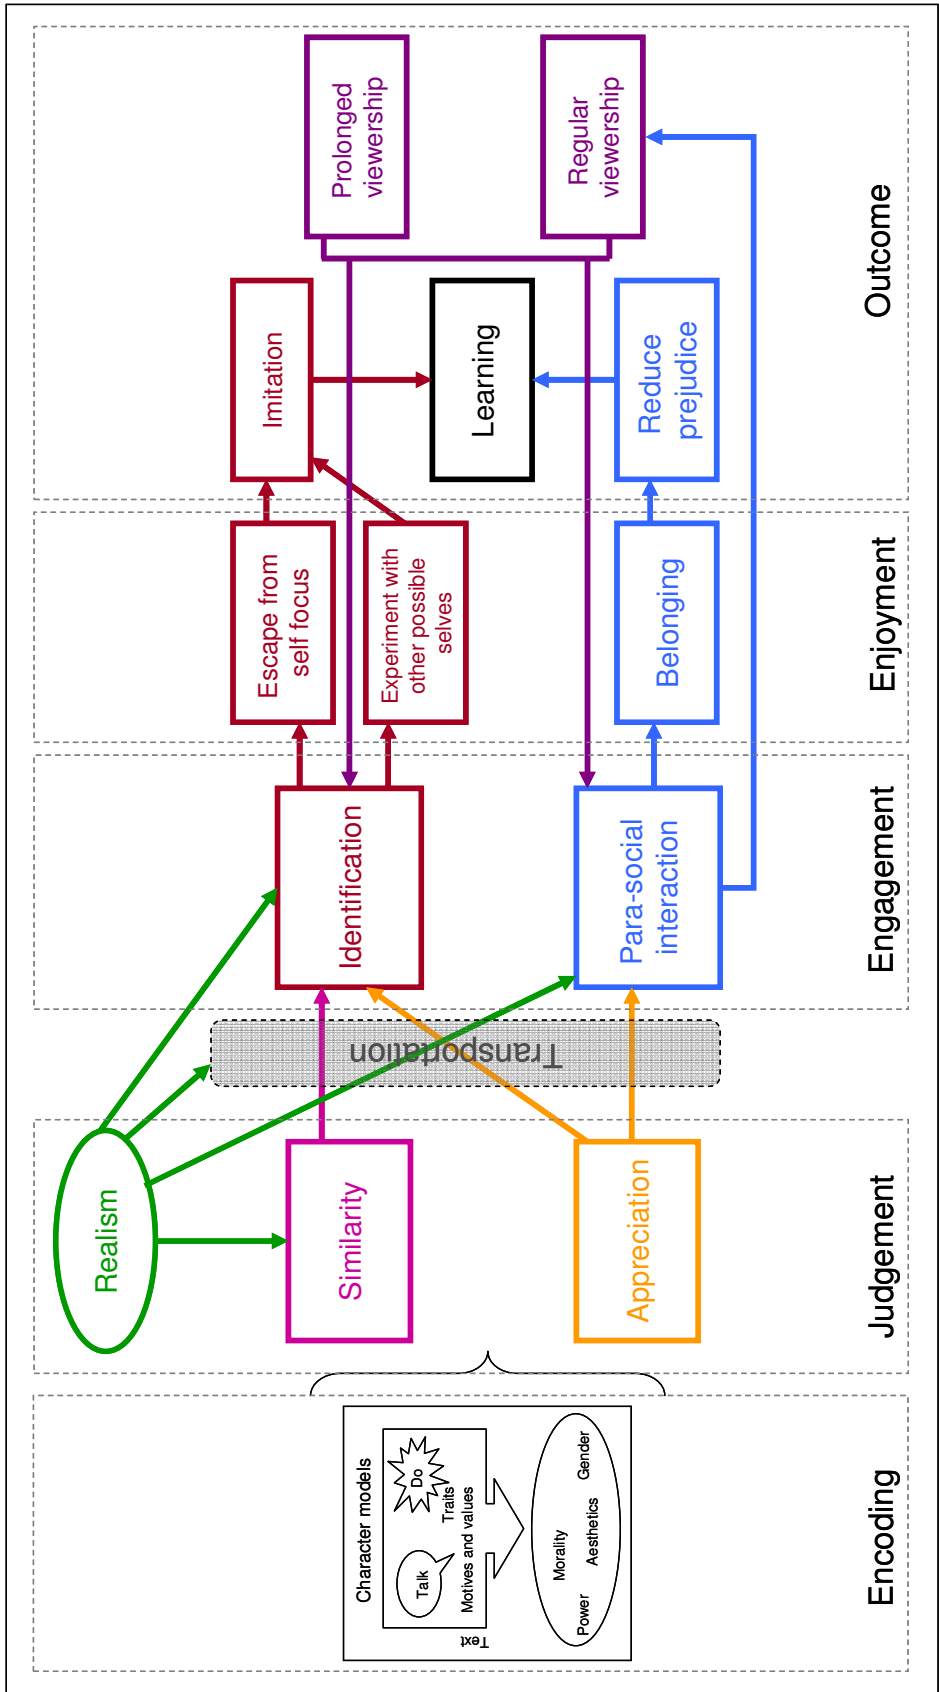 Encoding
Character models
Text
Talk
Do
Traits
Motives and values
Power
Morality
Aesthetics
Gender
Judgement
Realism
Similarity
Appreciation
Transportation
Engagement
Identification
Para-social
interaction
Enjoyment
Escape from
self focus
Experiment with
other possible
selves
Belonging
Outcome
Imitation
Learning
Reduce
prejudice
Prolonged
viewership
Regular
viewership